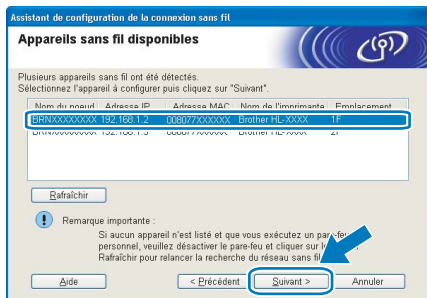 Assistant de configuration de la connexion sans fil
Appareils sans fil disponibles
Plusieurs appareils sans fil ont été détectés.
Sélectionnez l'appareil à configurer puis cliquez sur "Suivant".
Nom du noeud Adresse IP Adresse MAC Nom de l'imprimante Emplacement
BRNXXXXXXXX 192.168.1.2 008077XXXXXX Brother HL-XXXX 1F
BRNXXXXXXXX 192.168.1.3 008077XXXXXX Brother HL-XXXX 2F
Rafraîchir
Remarque importante :
Si aucun appareil n'est listé et que vous exécutez un pare-feu
personnel, veuillez désactiver le pare-feu et cliquer sur
Rafraîchir pour relancer la recherche du réseau sans fil
Aide < Précédent Suivant > Annuler